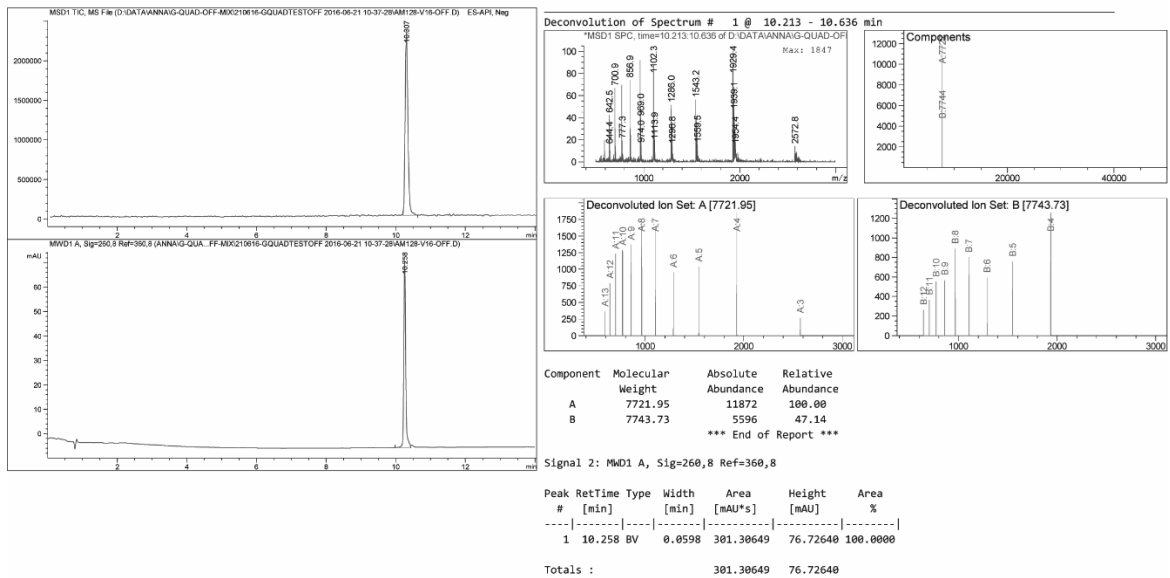 MSD1 TIC, MS File (D:\DATA\ANNA\G-QUAD-OFF-MIX\210616-GQUADTESTOFF 2016-06-21 10-37-28\AM128-V16-OFF.D) ES-API, Neg
10.307
2000000
1500000
1000000
500000
0
2 4 6 8 10 12 14
MWD1 A, Sig=260,8 Ref=360,8 (ANNA\G-QUA...FF-MIX\210616-GQUADTESTOFF 2016-06-21 10-37-28\AM128-V16-OFF.D)
mAU
10.258
60
50
40
30
20
10
0
2 4 6 8 10 12 14
Deconvolution of Spectrum # 1 @ 10.213 - 10.636 min
*MSD1 SPC, time=10.213:10.636 of D:\DATA\ANNA\G-QUAD-OF
Max: 1847
100
80
60
40
20
0
642.5
644.4
700.9
777.3
856.9
969.0
974.0
1102.3
1113.9
1286.0
1298.8
1543.2
1559.5
1929.4
1939.1
1954.4
2572.8
1000 2000 m/z
Components
12000
10000
8000
6000
4000
2000
B:7744
20000 40000
Deconvoluted Ion Set: A [7721.95]
1750
1500
1250
1000
750
500
250
0
A:13
A:12
A:11
A:10
A:9
A:8
A:7
A:6
A:5
A:4
A:3
1000 2000 3000
Deconvoluted Ion Set: B [7743.73]
1200
1000
800
600
400
200
0
B:12
B:11
B:10
B:9
B:8
B:7
B:6
B:5
B:4
1000 2000 3000
Component Molecular Absolute Relative
Weight Abundance Abundance
A 7721.95 11872 100.00
B 7743.73 5596 47.14
*** End of Report ***
Signal 2: MWD1 A, Sig=260,8 Ref=360,8
Peak RetTime Type Width Area Height Area
# [min] [min] [mAU*s] [mAU] %
----|-------|----|-------|----------|----------|--------|
1 10.258 BV 0.0598 301.30649 76.72640 100.0000
Totals : 301.30649 76.72640